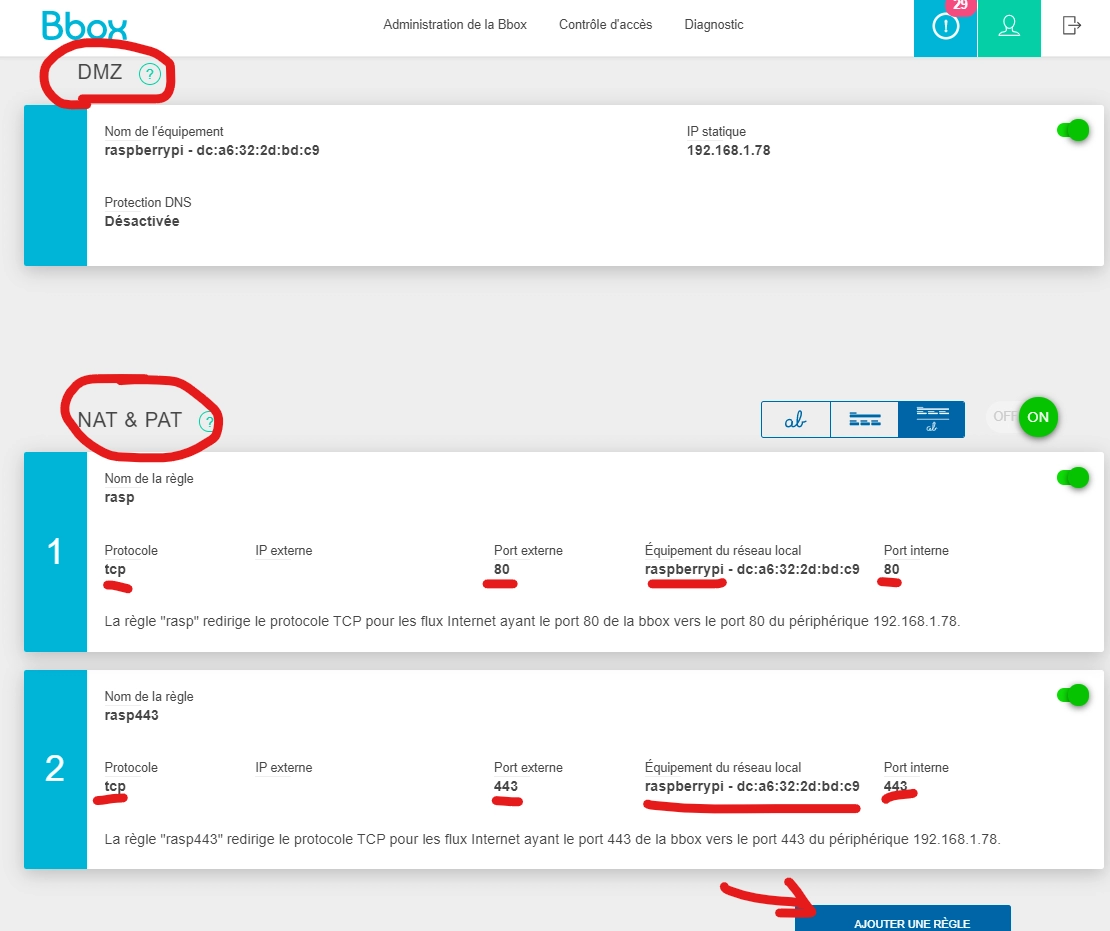 Bbox
Administration de la Bbox Contrôle d'accès Diagnostic
29
DMZ ?
Nom de l'équipement IP statique
raspberrypi - dc:a6:32:2d:bd:c9 192.168.1.78
Protection DNS
Désactivée
NAT & PAT ?
ab ab OFF ON
1
Nom de la règle
rasp
Protocole IP externe Port externe Équipement du réseau local Port interne
tcp 80 raspberrypi - dc:a6:32:2d:bd:c9 80
La règle "rasp" redirige le protocole TCP pour les flux Internet ayant le port 80 de la bbox vers le port 80 du périphérique 192.168.1.78.
2
Nom de la règle
rasp443
Protocole IP externe Port externe Équipement du réseau local Port interne
tcp 443 raspberrypi - dc:a6:32:2d:bd:c9 443
La règle "rasp443" redirige le protocole TCP pour les flux Internet ayant le port 443 de la bbox vers le port 443 du périphérique 192.168.1.78.
AJOUTER UNE RÈGLE